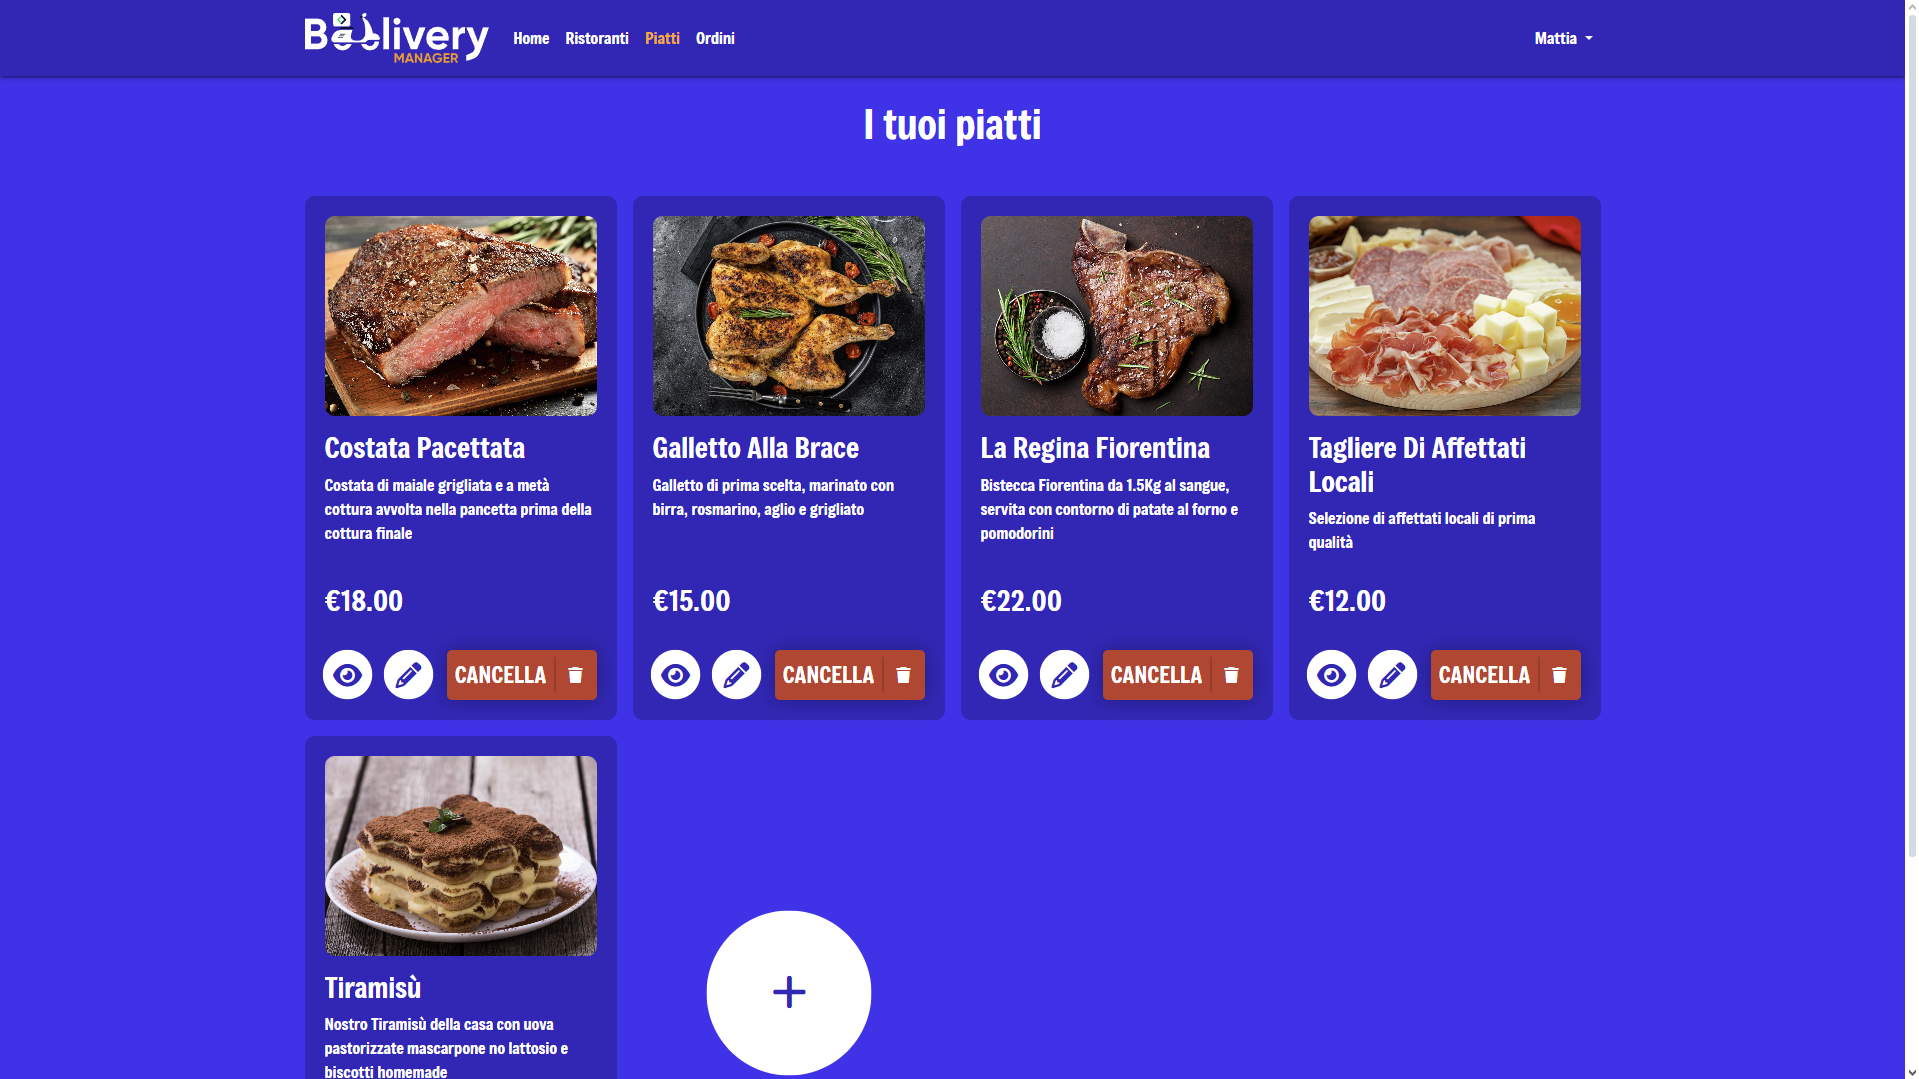 Boolivery
MANAGER
Home
Ristoranti
Piatti
Ordini
Mattia
I tuoi piatti
Costata Pacettata
Costata di maiale grigliata e a metà
cottura avvolta nella pancetta prima della
cottura finale
€18.00
CANCELLA
Galletto Alla Brace
Galletto di prima scelta, marinato con
birra, rosmarino, aglio e grigliato
€15.00
CANCELLA
La Regina Fiorentina
Bistecca Fiorentina da 1.5Kg al sangue,
servita con contorno di patate al forno e
pomodorini
€22.00
CANCELLA
Tagliere Di Affettati
Locali
Selezione di affettati locali di prima
qualità
€12.00
CANCELLA
Tiramisù
Nostro Tiramisù della casa con uova
pastorizzate mascarpone no lattosio e
biscotti homemade